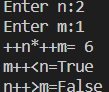 Enter n:2
Enter m:1
++n*++m= 6
m++<n=True
n++>m=False